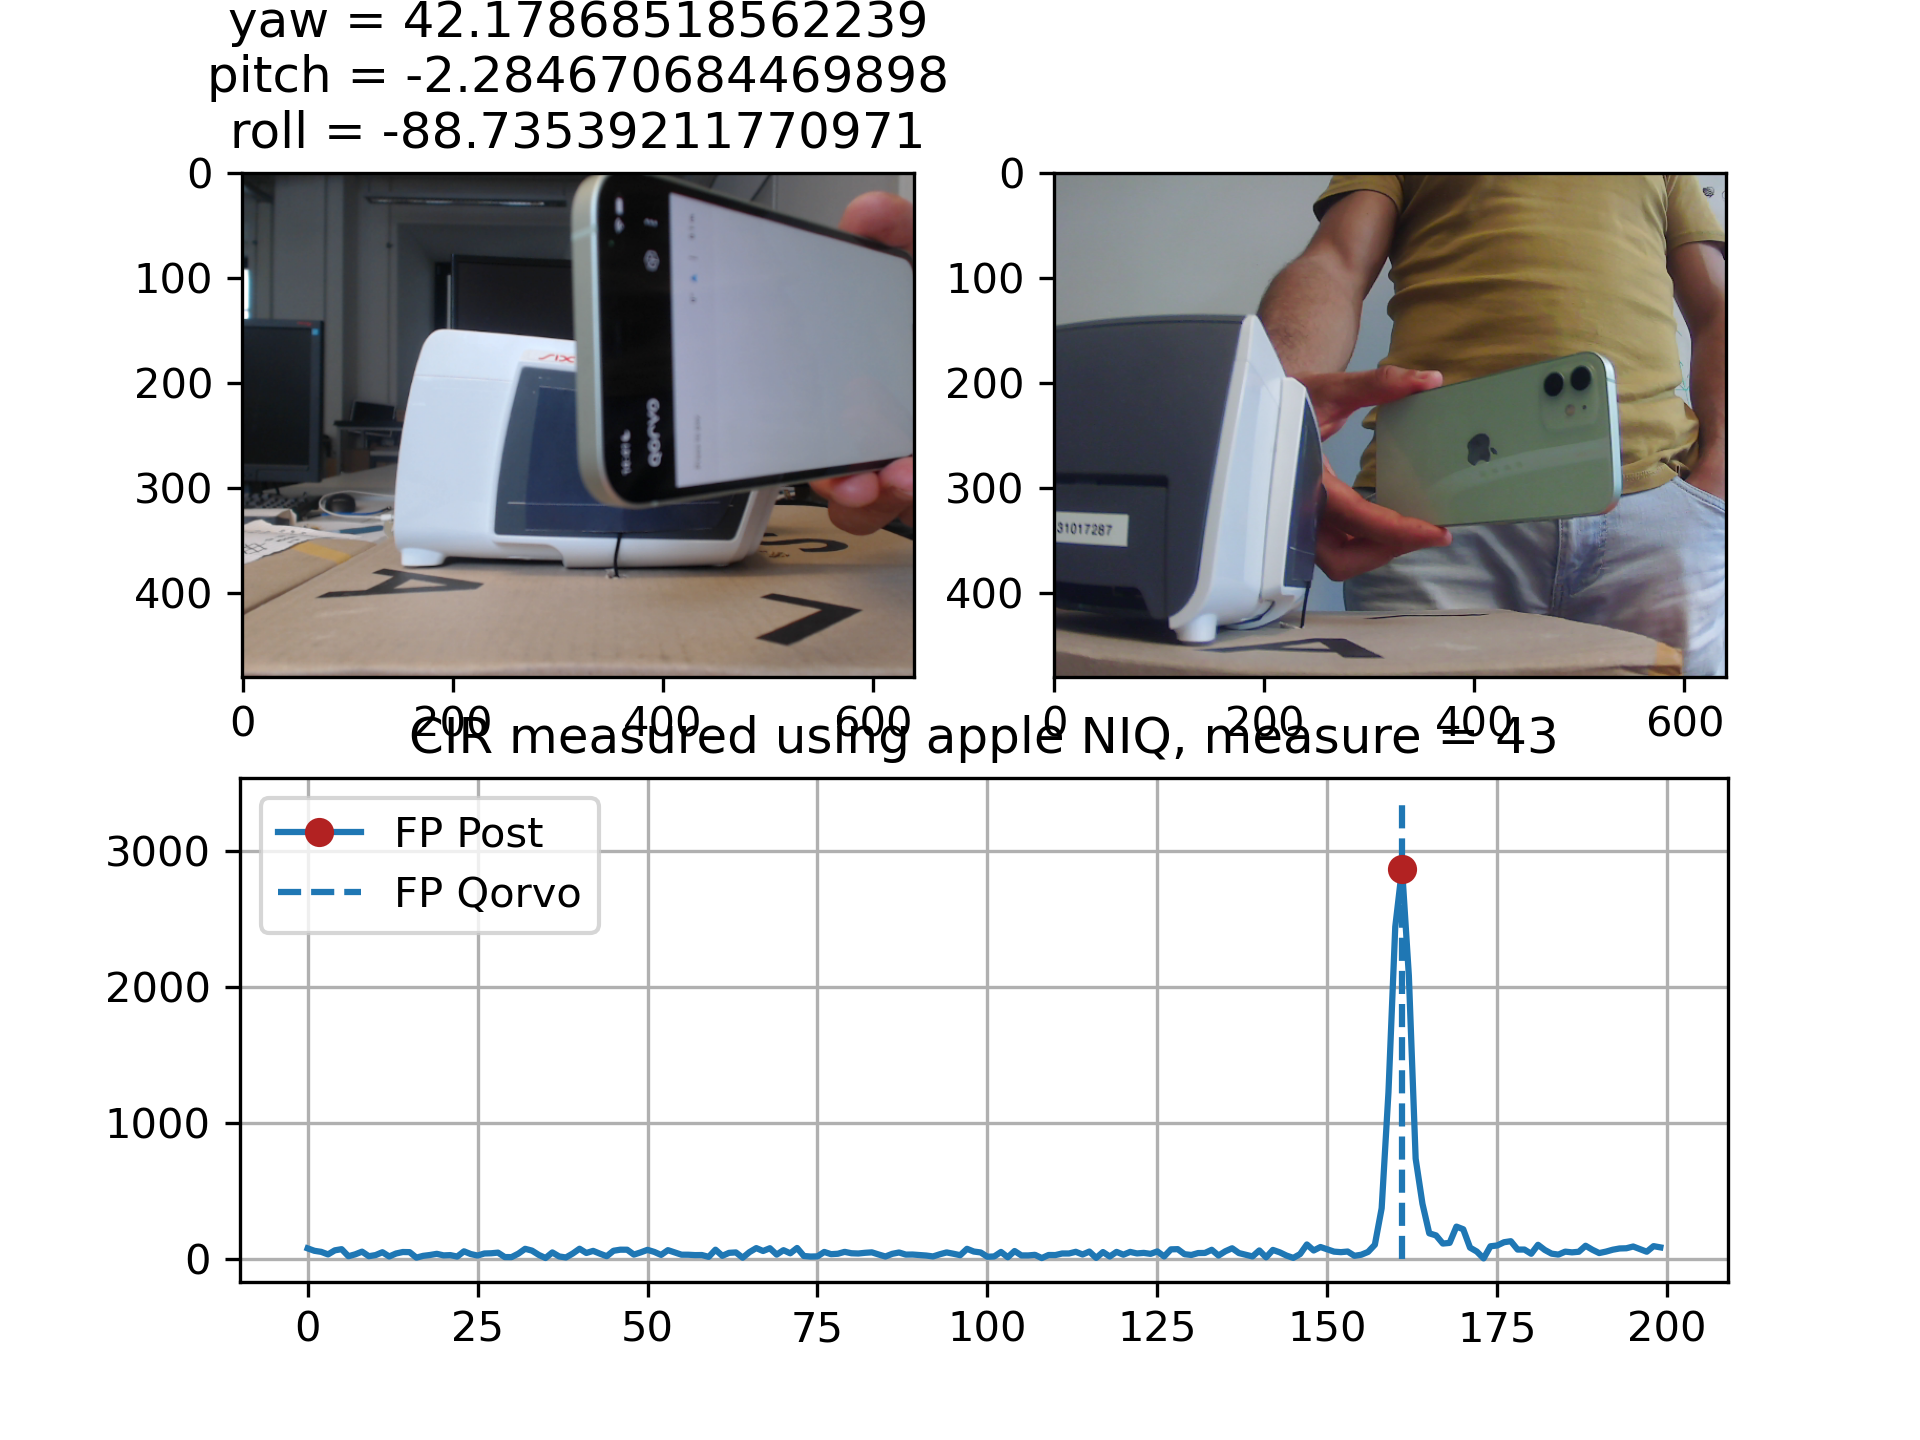 yaw = 42.17868518562239
pitch = -2.284670684469898
roll = -88.73539211770971
0
100
200
300
400
0 200 400 600
Qorvo
A
L
S
0
100
200
300
400
0 200 400 600
31017287
A
CIR measured using apple NIQ, measure = 43
FP Post
FP Qorvo
3000
2000
1000
0
0 25 50 75 100 125 150 175 200